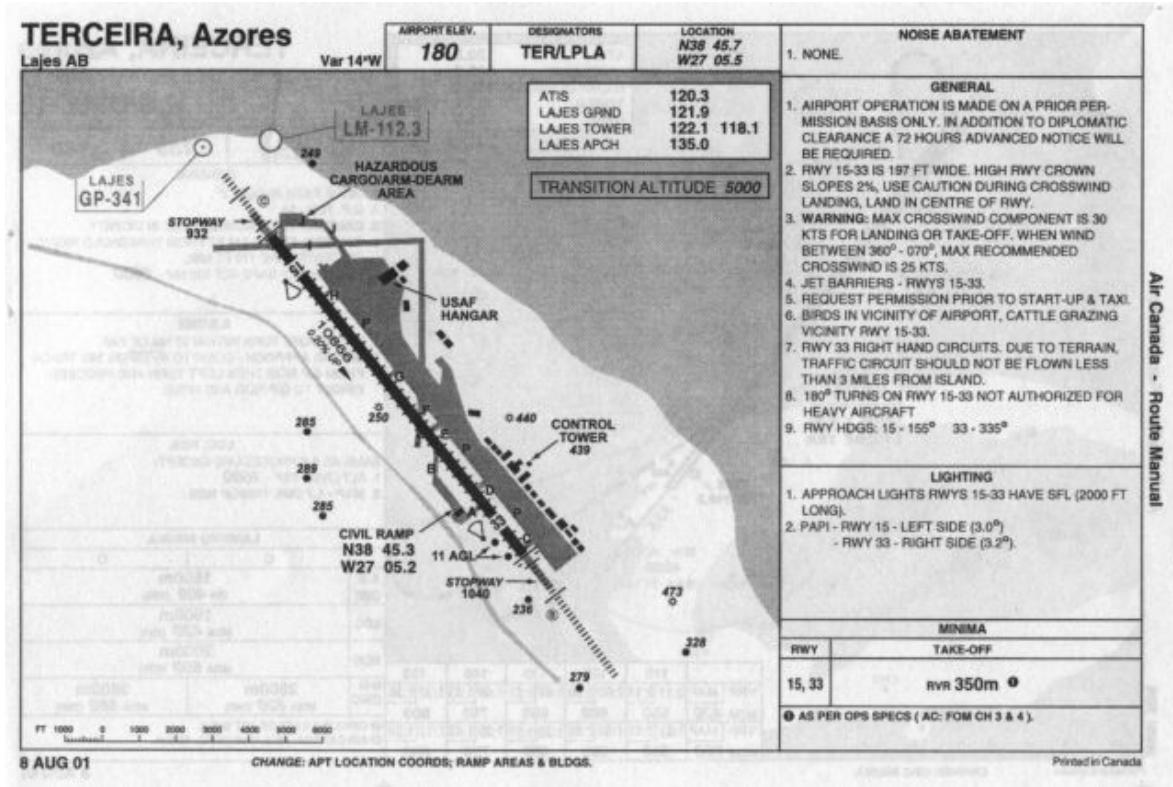 TERCEIRA, Azores
Lajes AB
Var 14°W
AIRPORT ELEV.
180
DESIGNATORS
TER/LPLA
LOCATION
N38 45.7
W27 05.5
ATIS 120.3
LAJES GRND 121.9
LAJES TOWER 122.1 118.1
LAJES APCH 135.0
TRANSITION ALTITUDE 5000
LAJES
LM-112.3
LAJES
GP-341
249
HAZARDOUS
CARGO/ARM-DEARM
AREA
STOPWAY
932
©
J
J
I
15
H
USAF
HANGAR
P
10866
0.30% UP
G
250
F
440
E
P
CONTROL
TOWER
439
285
B
289
D
285
A
P
33
CIVIL RAMP
N38 45.3
W27 05.2
11 AGL
STOPWAY
1040
236
473
328
279
FT 1000 0 1000 2000 3000 4000 5000 6000
8 AUG 01
CHANGE: APT LOCATION COORDS; RAMP AREAS & BLDGS.
NOISE ABATEMENT
1. NONE.
GENERAL
1. AIRPORT OPERATION IS MADE ON A PRIOR PER-
MISSION BASIS ONLY. IN ADDITION TO DIPLOMATIC
CLEARANCE A 72 HOURS ADVANCED NOTICE WILL
BE REQUIRED.
2. RWY 15-33 IS 197 FT WIDE. HIGH RWY CROWN
SLOPES 2%, USE CAUTION DURING CROSSWIND
LANDING, LAND IN CENTRE OF RWY.
3. WARNING: MAX CROSSWIND COMPONENT IS 30
KTS FOR LANDING OR TAKE-OFF. WHEN WIND
BETWEEN 360° - 070°, MAX RECOMMENDED
CROSSWIND IS 25 KTS.
4. JET BARRIERS - RWYS 15-33.
5. REQUEST PERMISSION PRIOR TO START-UP & TAXI.
6. BIRDS IN VICINITY OF AIRPORT, CATTLE GRAZING
VICINITY RWY 15-33.
7. RWY 33 RIGHT HAND CIRCUITS. DUE TO TERRAIN,
TRAFFIC CIRCUIT SHOULD NOT BE FLOWN LESS
THAN 3 MILES FROM ISLAND.
8. 180° TURNS ON RWY 15-33 NOT AUTHORIZED FOR
HEAVY AIRCRAFT
9. RWY HDGS: 15 - 155° 33 - 335°
LIGHTING
1. APPROACH LIGHTS RWYS 15-33 HAVE SFL (2000 FT
LONG).
2. PAPI - RWY 15 - LEFT SIDE (3.0°)
- RWY 33 - RIGHT SIDE (3.2°).
MINIMA
RWY TAKE-OFF
15, 33 RVR 350m ❶
❶ AS PER OPS SPECS ( AC: FOM CH 3 & 4 ).
Printed in Canada
Air Canada - Route Manual